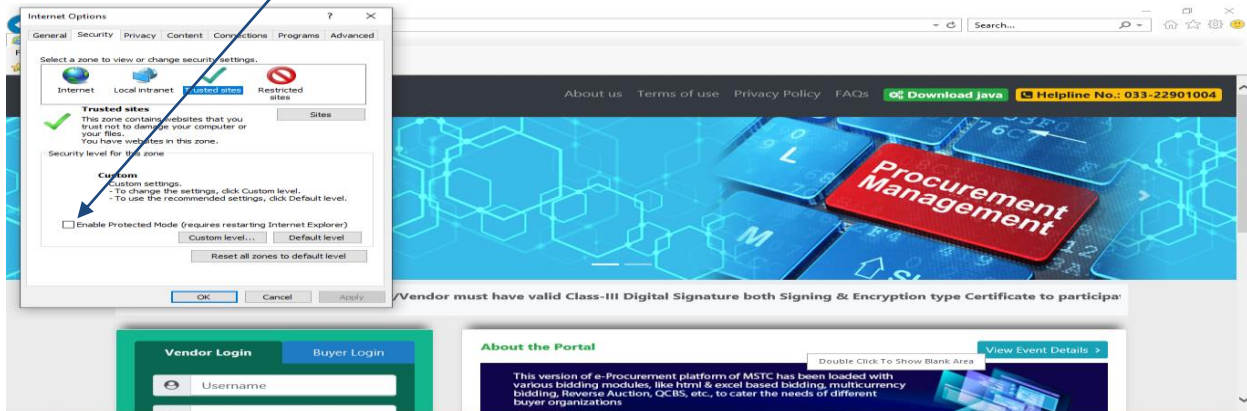 Internet Options
?
General Security Privacy Content Connections Programs Advanced
Select a zone to view or change security settings.
Internet Local intranet Trusted sites Restricted sites
Trusted sites
Sites
This zone contains websites that you
trust not to damage your computer or
your files.
You have websites in this zone.
Security level for this zone
Custom
Custom settings.
- To change the settings, click Custom level.
- To use the recommended settings, click Default level.
Enable Protected Mode (requires restarting Internet Explorer)
Custom level... Default level
Reset all zones to default level
OK Cancel Apply
Search...
About us Terms of use Privacy Policy FAQs Download java Helpline No.: 033-22901004
Procurement
Management
/Vendor must have valid Class-III Digital Signature both Signing & Encryption type Certificate to participa
Vendor Login Buyer Login
Username
About the Portal
View Event Details >
Double Click To Show Blank Area
This version of e-Procurement platform of MSTC has been loaded with
various bidding modules, like html & excel based bidding, multicurrency
bidding, Reverse Auction, QCBS, etc., to cater the needs of different
buyer organizations